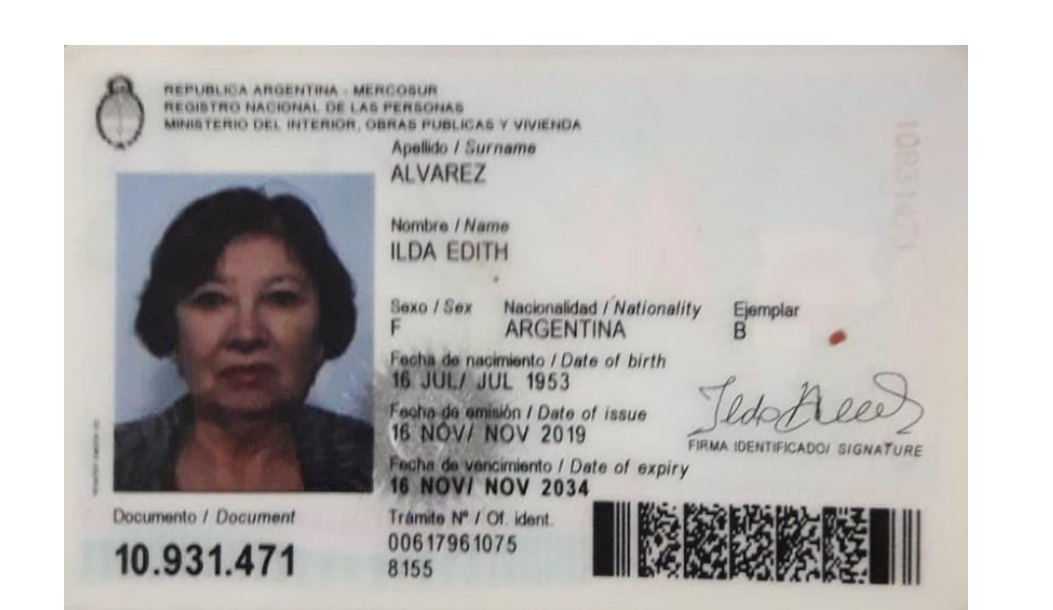 REPUBLICA ARGENTINA - MERCOSUR
REGISTRO NACIONAL DE LAS PERSONAS
MINISTERIO DEL INTERIOR, OBRAS PUBLICAS Y VIVIENDA
Apellido / Surname
ALVAREZ
Nombre / Name
ILDA EDITH
Sexo / Sex Nacionalidad / Nationality Ejemplar
F ARGENTINA B
Fecha de nacimiento / Date of birth
16 JUL/ JUL 1953
Fecha de emisión / Date of issue
16 NOV/ NOV 2019
FIRMA IDENTIFICADO/ SIGNATURE
Fecha de vencimiento / Date of expiry
16 NOV/ NOV 2034
Documento / Document
10.931.471
Trámite Nº / Of. ident.
00617961075
8155